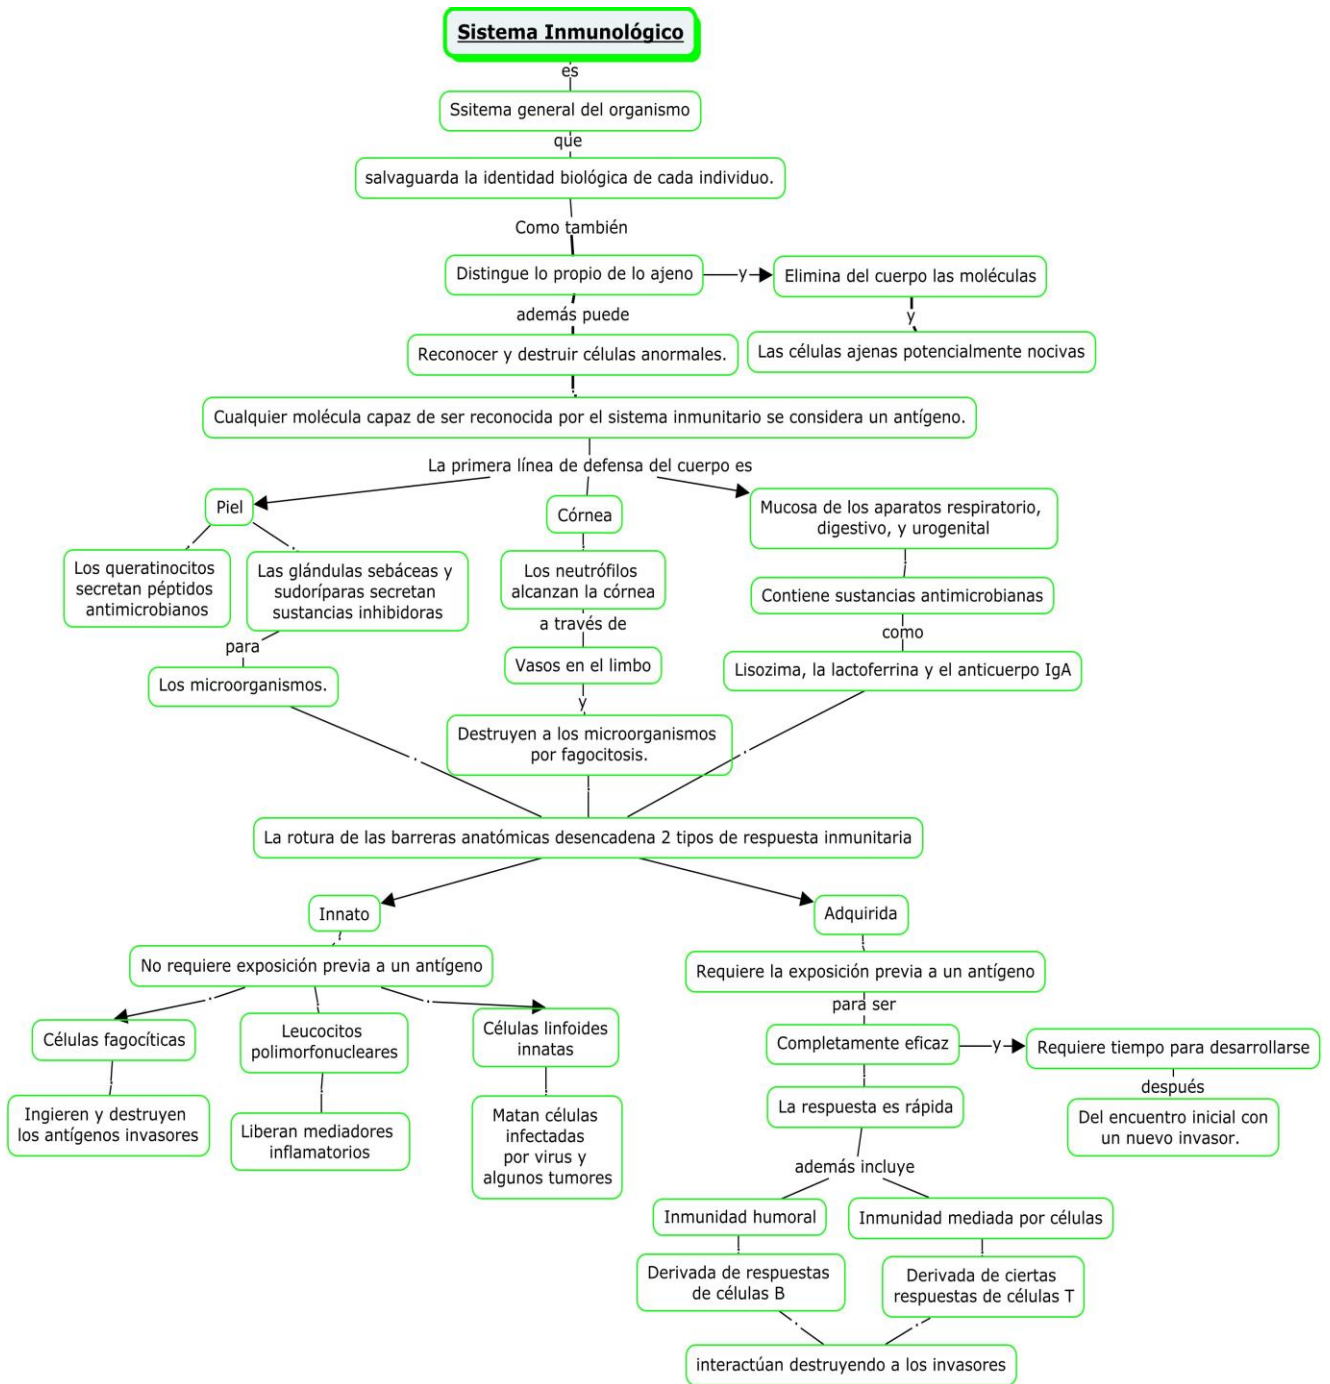 Sistema Inmunológico
es
Ssitema general del organismo
que
salvaguarda la identidad biológica de cada individuo.
Como también
Distingue lo propio de lo ajeno
y
Elimina del cuerpo las moléculas
y
Las células ajenas potencialmente nocivas
además puede
Reconocer y destruir células anormales.
Cualquier molécula capaz de ser reconocida por el sistema inmunitario se considera un antígeno.
La primera línea de defensa del cuerpo es
Piel
Los queratinocitos
secretan péptidos
antimicrobianos
Las glándulas sebáceas y
sudoríparas secretan
sustancias inhibidoras
para
Los microorganismos.
Córnea
Los neutrófilos
alcanzan la córnea
a través de
Vasos en el limbo
y
Destruyen a los microorganismos
por fagocitosis.
Mucosa de los aparatos respiratorio,
digestivo, y urogenital
Contiene sustancias antimicrobianas
como
Lisozima, la lactoferrina y el anticuerpo IgA
La rotura de las barreras anatómicas desencadena 2 tipos de respuesta inmunitaria
Innato
No requiere exposición previa a un antígeno
Células fagocíticas
Ingieren y destruyen
los antígenos invasores
Leucocitos
polimorfonucleares
Liberan mediadores
inflamatorios
Células linfoides
innatas
Matan células
infectadas
por virus y
algunos tumores
Adquirida
Requiere la exposición previa a un antígeno
para ser
Completamente eficaz
y
Requiere tiempo para desarrollarse
después
Del encuentro inicial con
un nuevo invasor.
La respuesta es rápida
además incluye
Inmunidad humoral
Derivada de respuestas
de células B
Inmunidad mediada por células
Derivada de ciertas
respuestas de células T
interactúan destruyendo a los invasores